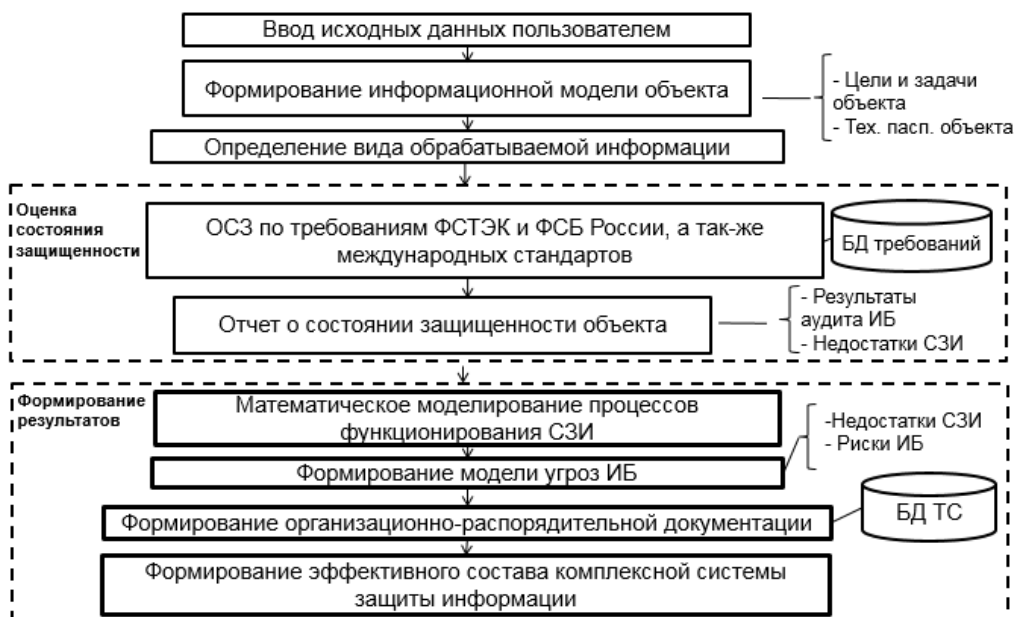 Ввод исходных данных пользователем
Формирование информационной модели объекта
- Цели и задачи
объекта
- Тех. пасп. объекта
Определение вида обрабатываемой информации
Оценка
состояния
защищенности
ОСЗ по требованиям ФСТЭК и ФСБ России, а так-же
международных стандартов
БД требований
Отчет о состоянии защищенности объекта
- Результаты
аудита ИБ
- Недостатки СЗИ
Формирование
результатов
Математическое моделирование процессов
функционирования СЗИ
-Недостатки СЗИ
- Риски ИБ
Формирование модели угроз ИБ
Формирование организационно-распорядительной документации
БД ТС
Формирование эффективного состава комплексной системы
защиты информации